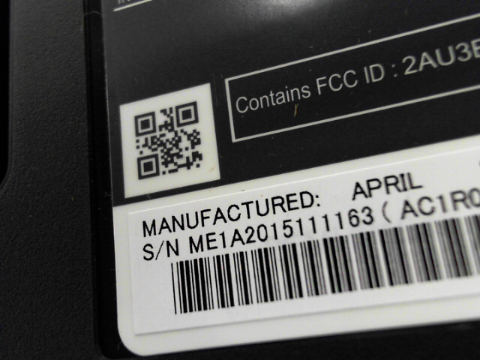 Contains FCC ID : 2AU3
MANUFACTURED: APRIL
S/N ME1A2015111163 ( AC1R0